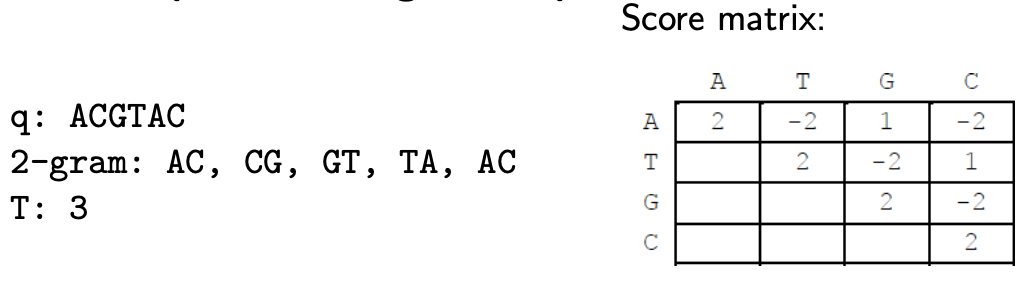 Score matrix:
A T G C
q: ACGTAC
A 2 -2 1 -2
2-gram: AC, CG, GT, TA, AC
T 2 -2 1
T: 3
G 2 -2
C 2